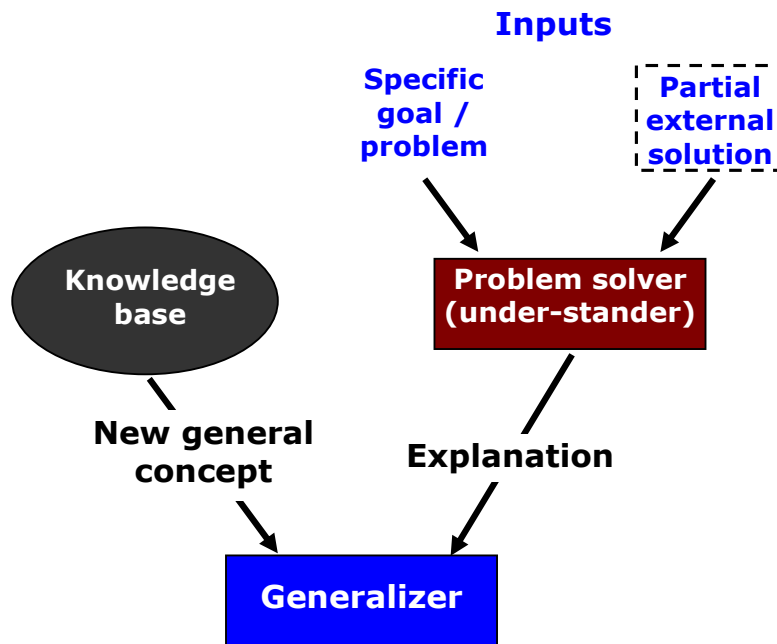 Inputs
Specific
goal /
problem
Partial
external
solution
Knowledge
base
Problem solver
(under-stander)
New general
concept
Explanation
Generalizer